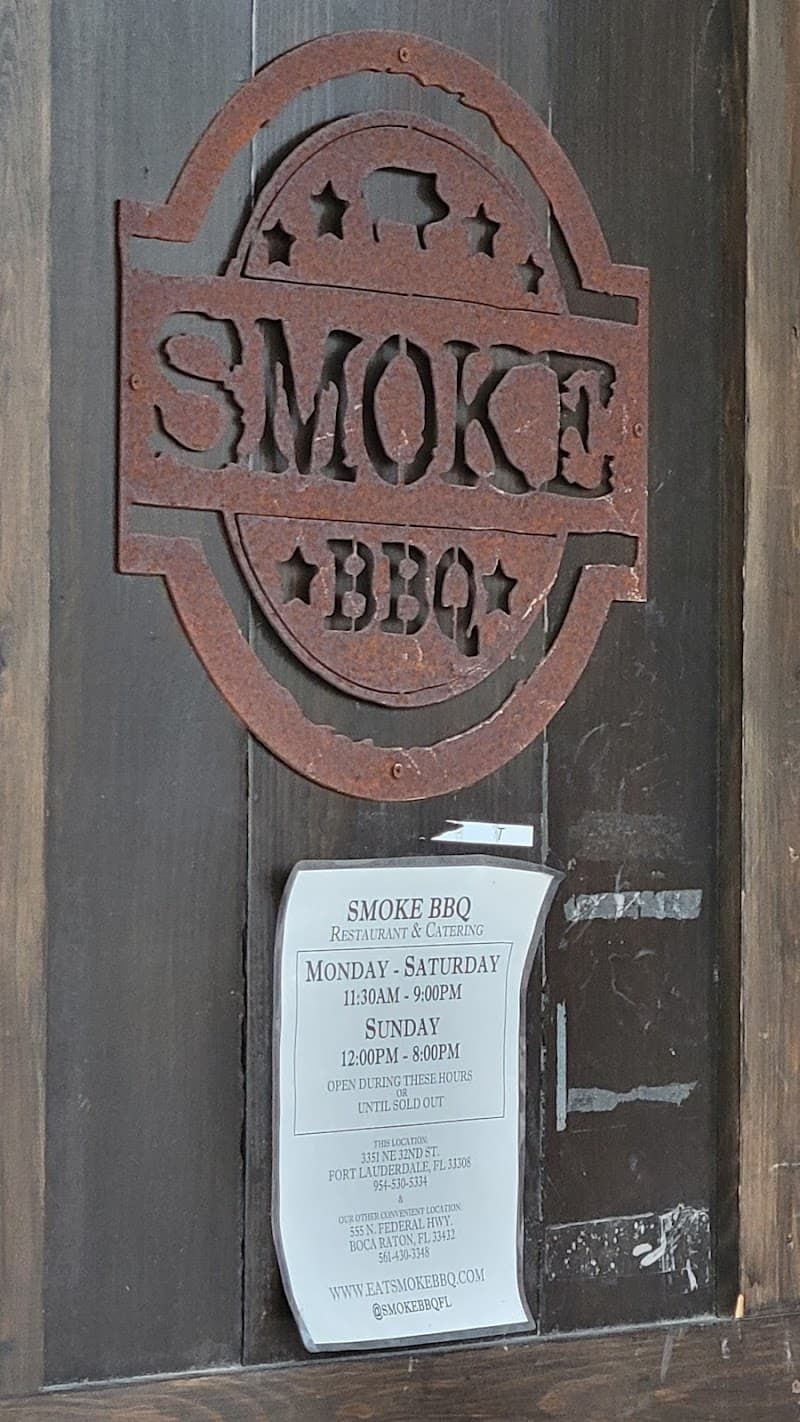 SMOKE
BBQ
SMOKE BBQ
RESTAURANT & CATERING
MONDAY - SATURDAY
11:30AM - 9:00PM
SUNDAY
12:00PM - 8:00PM
OPEN DURING THESE HOURS
OR
UNTIL SOLD OUT
THIS LOCATION:
3351 NE 32ND ST.
FORT LAUDERDALE, FL 33308
954-530-5334
&
OUR OTHER CONVENIENT LOCATION:
555 N. FEDERAL HWY.
BOCA RATON, FL 33432
561-430-3348
WWW.EATSMOKEBBQ.COM
@SMOKEBBQFL